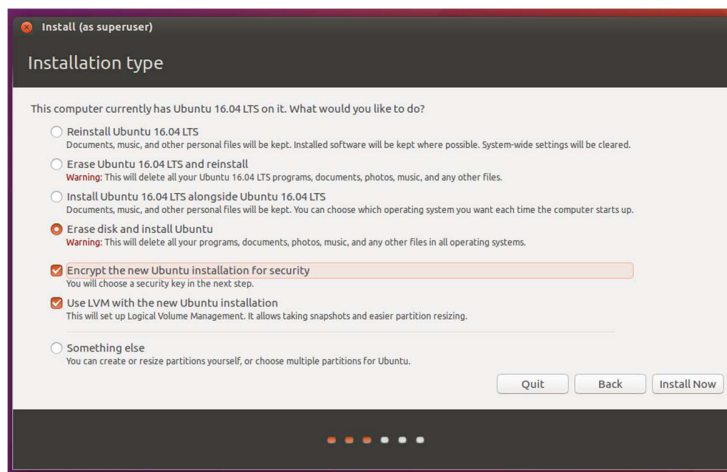 Install (as superuser)
Installation type
This computer currently has Ubuntu 16.04 LTS on it. What would you like to do?
Reinstall Ubuntu 16.04 LTS
Documents, music, and other personal files will be kept. Installed software will be kept where possible. System-wide settings will be cleared.
Erase Ubuntu 16.04 LTS and reinstall
Warning: This will delete all your Ubuntu 16.04 LTS programs, documents, photos, music, and any other files.
Install Ubuntu 16.04 LTS alongside Ubuntu 16.04 LTS
Documents, music, and other personal files will be kept. You can choose which operating system you want each time the computer starts up.
Erase disk and install Ubuntu
Warning: This will delete all your programs, documents, photos, music, and any other files in all operating systems.
Encrypt the new Ubuntu installation for security
You will choose a security key in the next step.
Use LVM with the new Ubuntu installation
This will set up Logical Volume Management. It allows taking snapshots and easier partition resizing.
Something else
You can create or resize partitions yourself, or choose multiple partitions for Ubuntu.
Quit Back Install Now